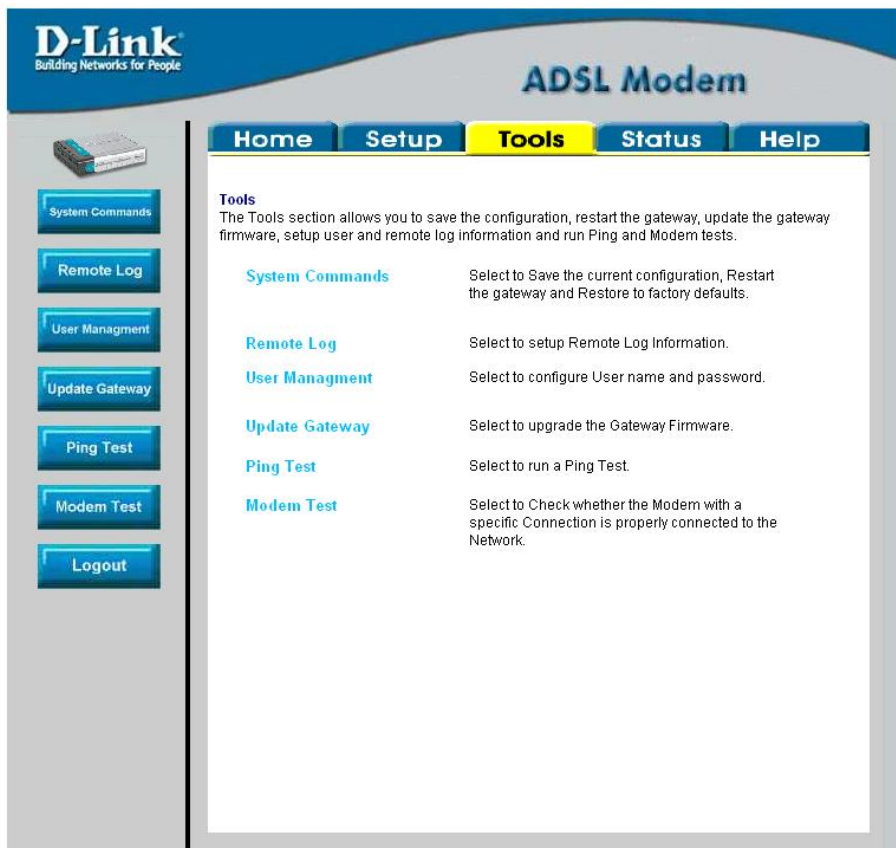 D-Link
Building Networks for People
ADSL Modem
Home Setup Tools Status Help
System Commands
Remote Log
User Managment
Update Gateway
Ping Test
Modem Test
Logout
Tools
The Tools section allows you to save the configuration, restart the gateway, update the gateway
firmware, setup user and remote log information and run Ping and Modem tests.
System Commands Select to Save the current configuration, Restart
the gateway and Restore to factory defaults.
Remote Log Select to setup Remote Log Information.
User Managment Select to configure User name and password.
Update Gateway Select to upgrade the Gateway Firmware.
Ping Test Select to run a Ping Test.
Modem Test Select to Check whether the Modem with a
specific Connection is properly connected to the
Network.